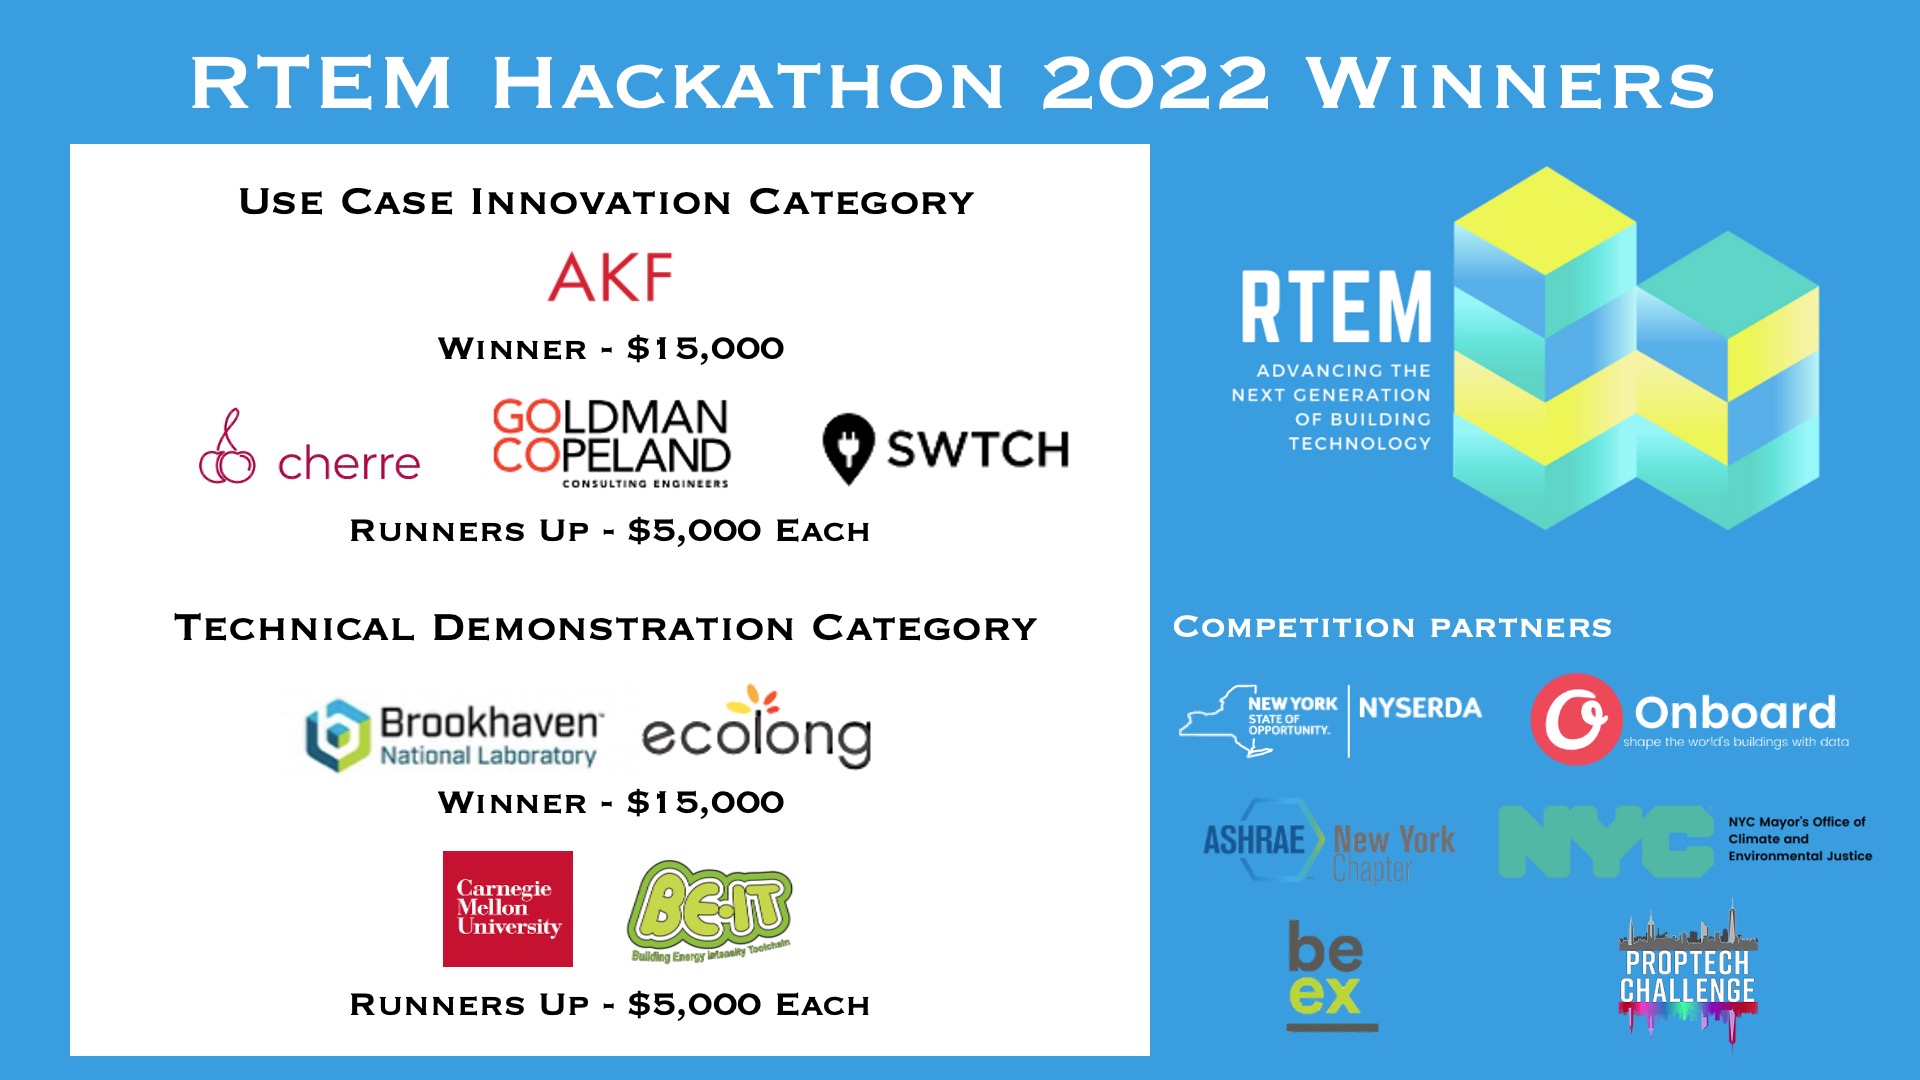 RTEM Hackathon 2022 Winners
Use Case Innovation Category
AKF
Winner - $15,000
cherre
GOLDMAN
COPELAND
CONSULTING ENGINEERS
SWTCH
Runners Up - $5,000 Each
Technical Demonstration Category
Brookhaven™
National Laboratory
ecolong
Winner - $15,000
Carnegie
Mellon
University
BE-IT
Building Energy Intensity Toolchain
Runners Up - $5,000 Each
RTEM
ADVANCING THE
NEXT GENERATION
OF BUILDING
TECHNOLOGY
Competition partners
NEW YORK
STATE OF
OPPORTUNITY™
NYSERDA
Onboard
shape the world's buildings with data
ASHRAE
New York
Chapter
NYC
NYC Mayor's Office of
Climate and
Environmental Justice
be
ex
PROPTECH
CHALLENGE